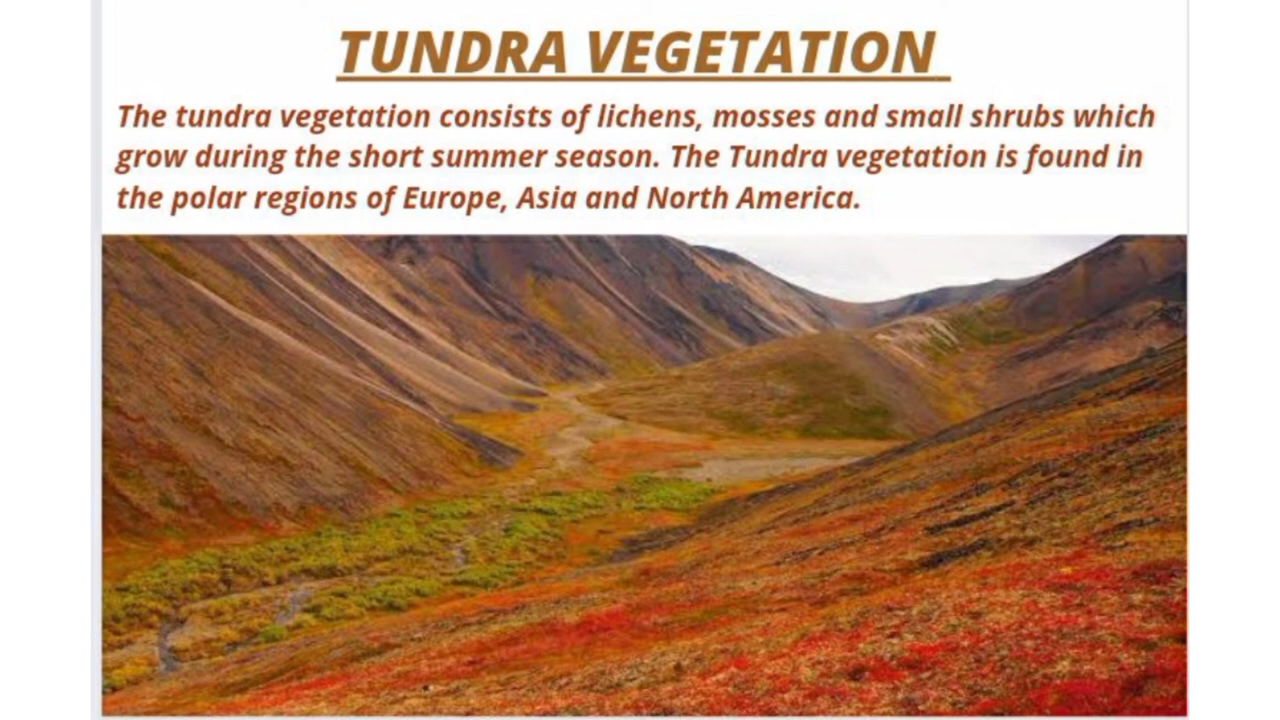 TUNDRA VEGETATION
The tundra vegetation consists of lichens, mosses and small shrubs which
grow during the short summer season. The Tundra vegetation is found in
the polar regions of Europe, Asia and North America.